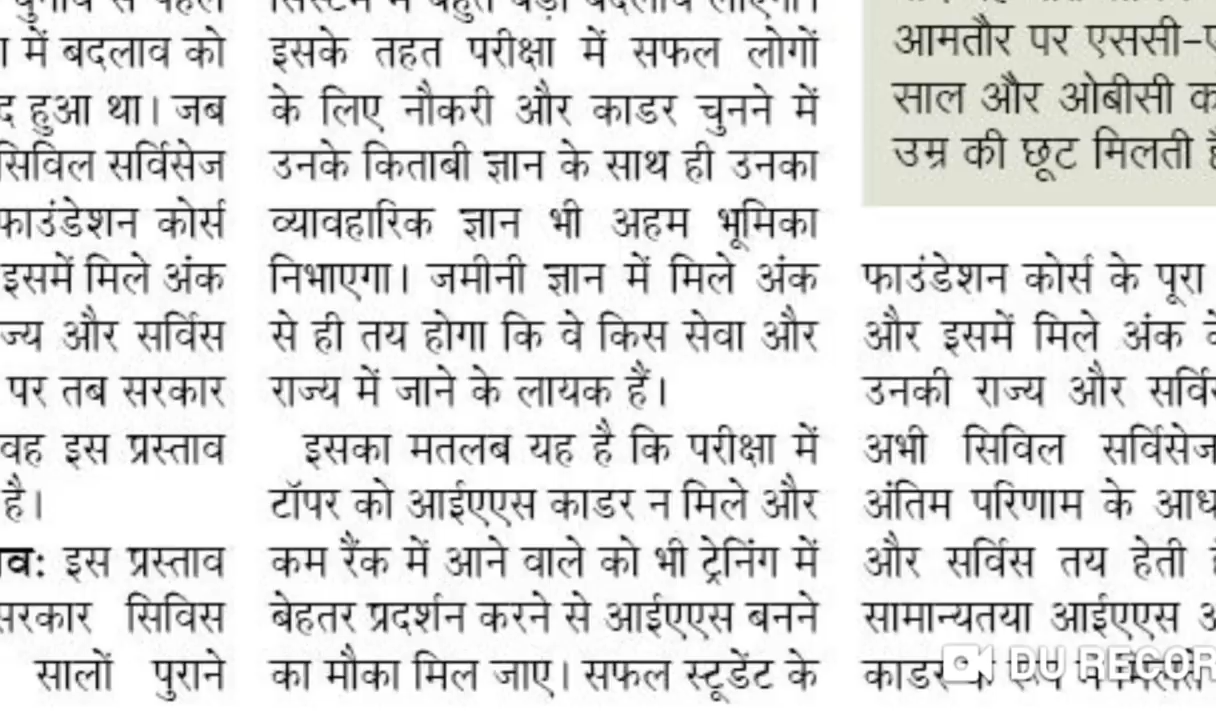 में बदलाव को
हुआ था। जब
सिविल सर्विसेज
फाउंडेशन कोर्स
इसमें मिले अंक
और सर्विस
पर तब सरकार
वह इस प्रस्ताव
है।
इस प्रस्ताव
सरकार सिविस
सालों पुराने
इसके तहत परीक्षा में सफल लोगों
के लिए नौकरी और काडर चुनने में
उनके किताबी ज्ञान के साथ ही उनका
व्यावहारिक ज्ञान भी अहम भूमिका
निभाएगा। जमीनी ज्ञान में मिले अंक
से ही तय होगा कि वे किस सेवा और
राज्य में जाने के लायक हैं।
इसका मतलब यह है कि परीक्षा में
टॉपर को आईएएस काडर न मिले और
कम रैंक में आने वाले को भी ट्रेनिंग में
बेहतर प्रदर्शन करने से आईएएस बनने
का मौका मिल जाए। सफल स्टूडेंट के
आमतौर पर एससी-
साल और ओबीसी
उम्र की छूट मिलती
फाउंडेशन कोर्स के पूरा
और इसमें मिले अंक
उनकी राज्य और
अभी सिविल सर्विसेज
अंतिम परिणाम के
और सर्विस तय हेती
सामान्यतया आईएएस
काडर
DU RECOR